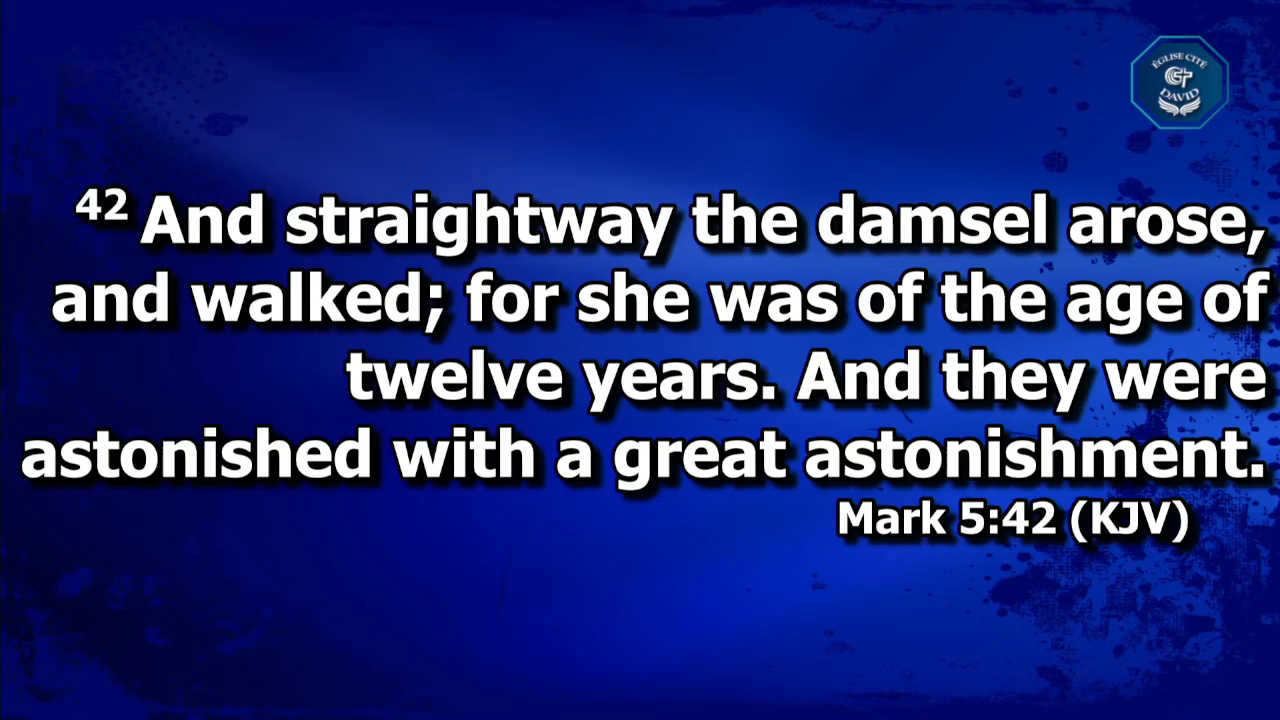 ÉGLISE CITÉ
DAVID
42 And straightway the damsel arose,
and walked; for she was of the age of
twelve years. And they were
astonished with a great astonishment.
Mark 5:42 (KJV)